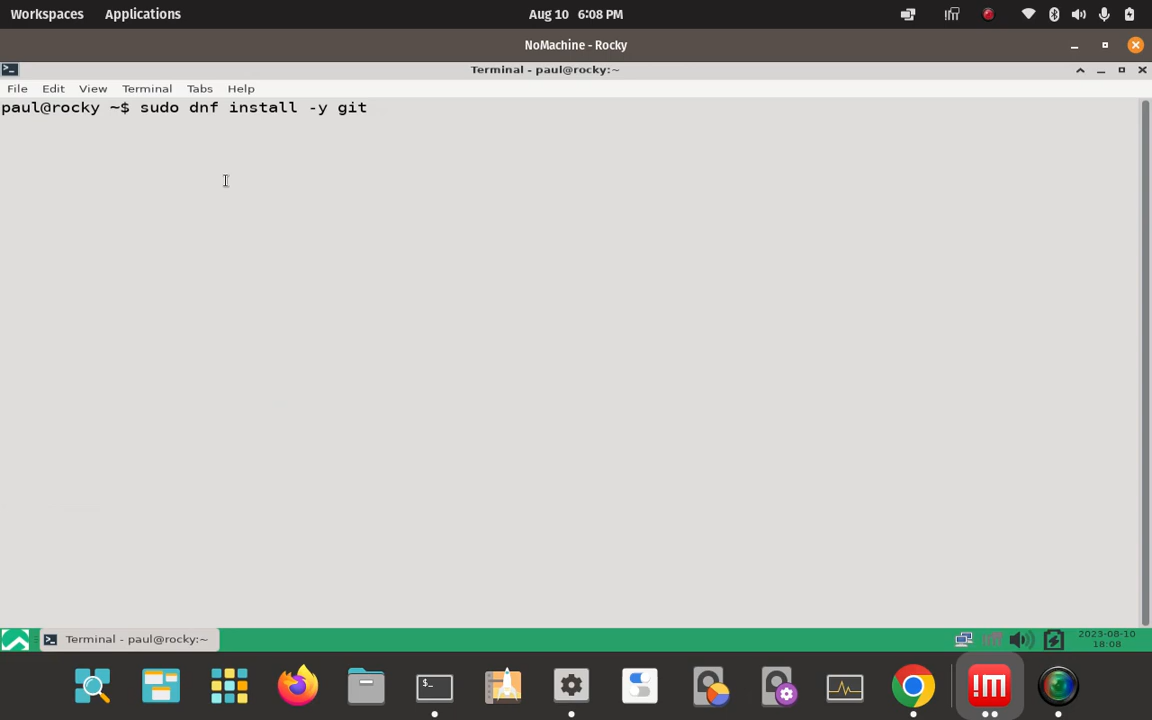 Workspaces Applications Aug 10 6:08 PM
NoMachine - Rocky
Terminal - paul@rocky:~
File Edit View Terminal Tabs Help
paul@rocky ~$ sudo dnf install -y git
Terminal - paul@rocky:~
2023-08-10
18:08
$_
!M